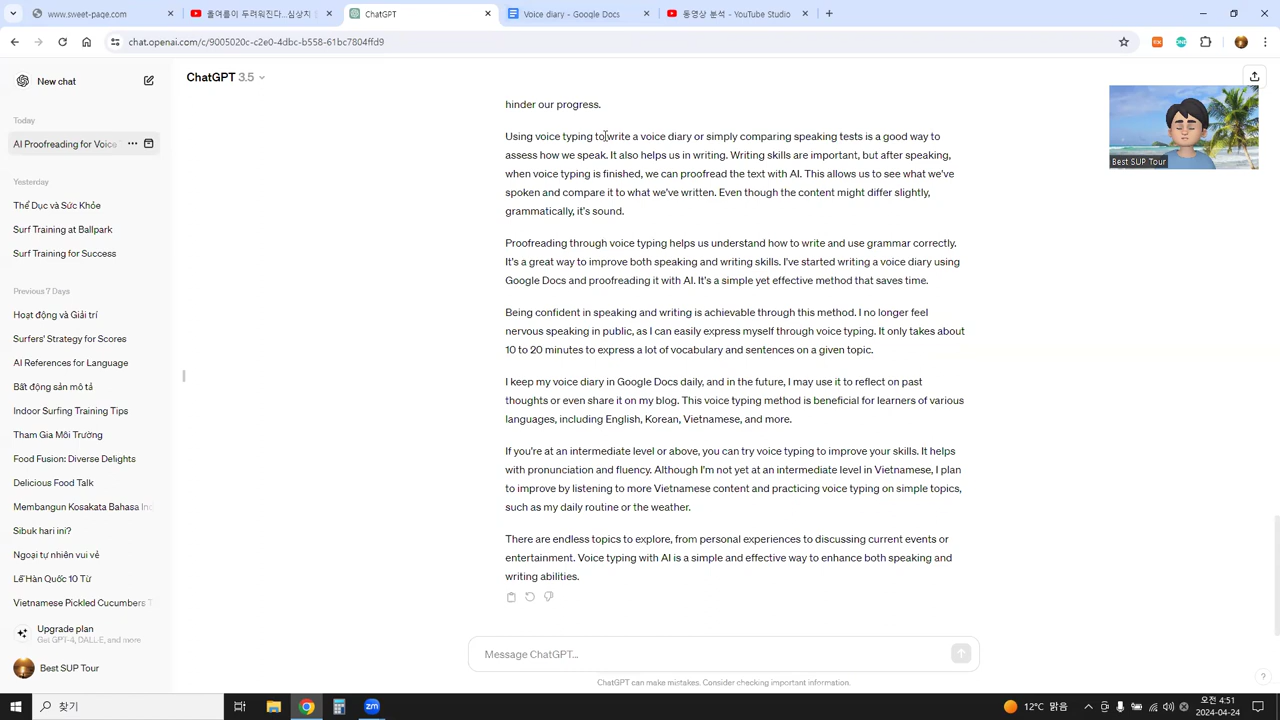 www.sweet-page.com
올여름이 두려워진다...심상치
ChatGPT
Voice diary - Google Docs
동영상 분석 - YouTube Studio
chat.openai.com/c/9005020c-c2e0-4dbc-b558-61bc7804ffd9
New chat
ChatGPT 3.5
Today
AI Proofreading for Voice
Yesterday
Thể Dục và Sức Khỏe
Surf Training at Ballpark
Surf Training for Success
Previous 7 Days
Hoạt động và Giải trí
Surfers' Strategy for Scores
AI References for Language
Bất động sản mô tả
Indoor Surfing Training Tips
Tham Gia Môi Trường
Food Fusion: Diverse Delights
Delicious Food Talk
Membangun Kosakata Bahasa In
Sibuk hari ini?
Ngoại tự nhiên vui vẻ
Lễ Hàn Quốc 10 Từ
Vietnamese Pickled Cucumbers T
Upgrade plan
Get GPT-4, DALL·E, and more
Best SUP Tour
hinder our progress.
Using voice typing to write a voice diary or simply comparing speaking tests is a good way to
assess how we speak. It also helps us in writing. Writing skills are important, but after speaking,
when voice typing is finished, we can proofread the text with AI. This allows us to see what we've
spoken and compare it to what we've written. Even though the content might differ slightly,
grammatically, it's sound.
Proofreading through voice typing helps us understand how to write and use grammar correctly.
It's a great way to improve both speaking and writing skills. I've started writing a voice diary using
Google Docs and proofreading it with AI. It's a simple yet effective method that saves time.
Being confident in speaking and writing is achievable through this method. I no longer feel
nervous speaking in public, as I can easily express myself through voice typing. It only takes about
10 to 20 minutes to express a lot of vocabulary and sentences on a given topic.
I keep my voice diary in Google Docs daily, and in the future, I may use it to reflect on past
thoughts or even share it on my blog. This voice typing method is beneficial for learners of various
languages, including English, Korean, Vietnamese, and more.
If you're at an intermediate level or above, you can try voice typing to improve your skills. It helps
with pronunciation and fluency. Although I'm not yet at an intermediate level in Vietnamese, I plan
to improve by listening to more Vietnamese content and practicing voice typing on simple topics,
such as my daily routine or the weather.
There are endless topics to explore, from personal experiences to discussing current events or
entertainment. Voice typing with AI is a simple and effective way to enhance both speaking and
writing abilities.
Message ChatGPT...
ChatGPT can make mistakes. Consider checking important information.
?
Best SUP Tour
찾기
12°C 맑음
오전 4:51
2024-04-24